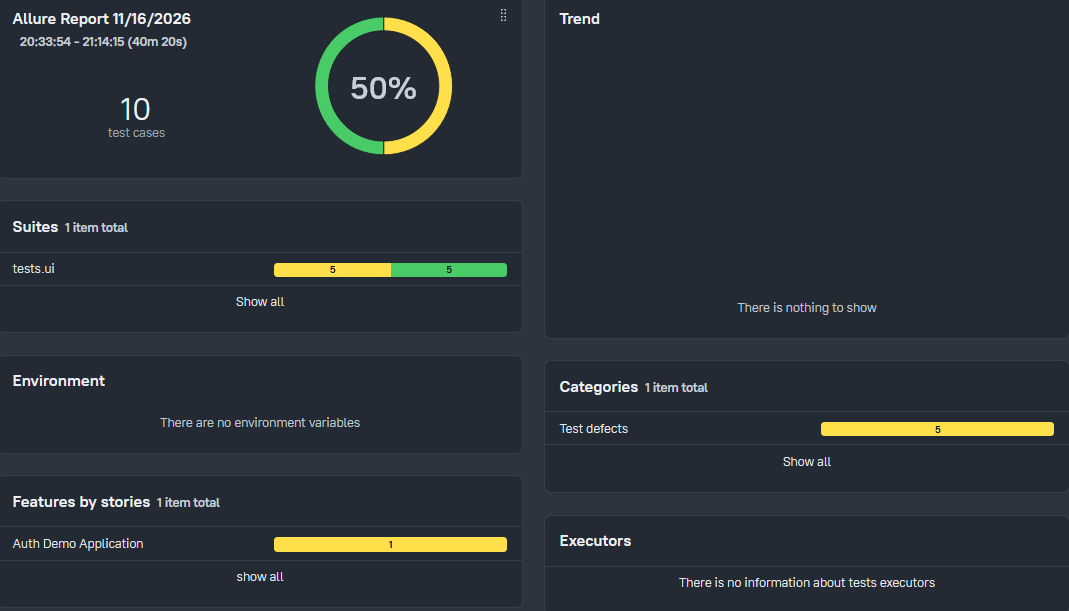 Allure Report 11/16/2026
20:33:54 - 21:14:15 (40m 20s)
10
test cases
50%
Suites 1 item total
tests.ui 5 5
Show all
Environment
There are no environment variables
Features by stories 1 item total
Auth Demo Application 1
show all
Trend
There is nothing to show
Categories 1 item total
Test defects 5
Show all
Executors
There is no information about tests executors